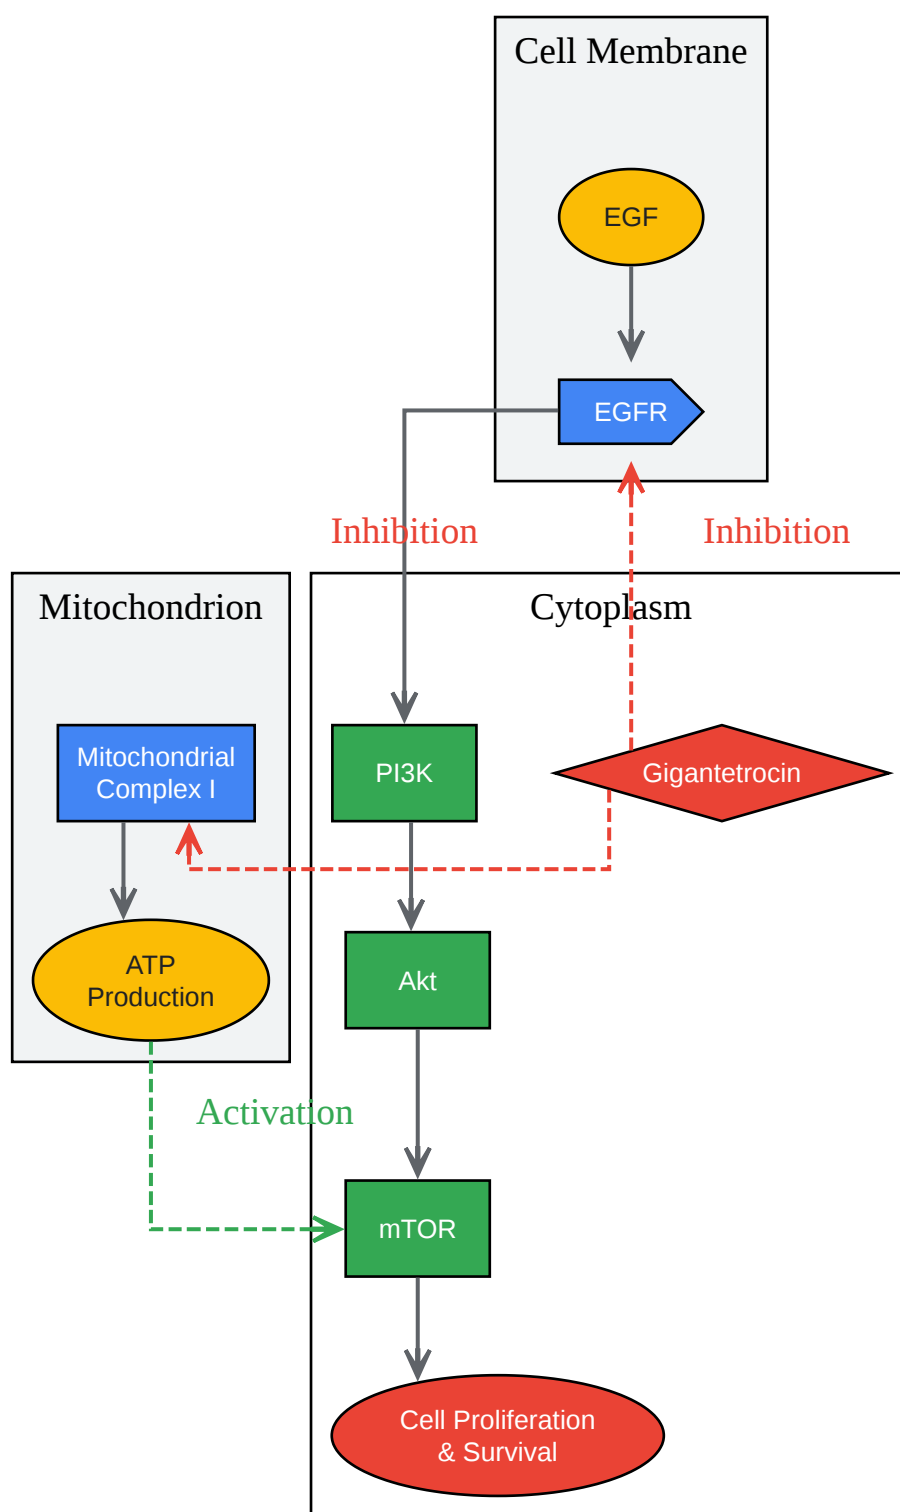 Cell Membrane
EGF
EGFR
Inhibition
Inhibition
Mitochondrion
Cytoplasm
Mitochondrial
Complex I
PI3K
Gigantetrocin
ATP
Production
Akt
Activation
mTOR
Cell Proliferation
& Survival